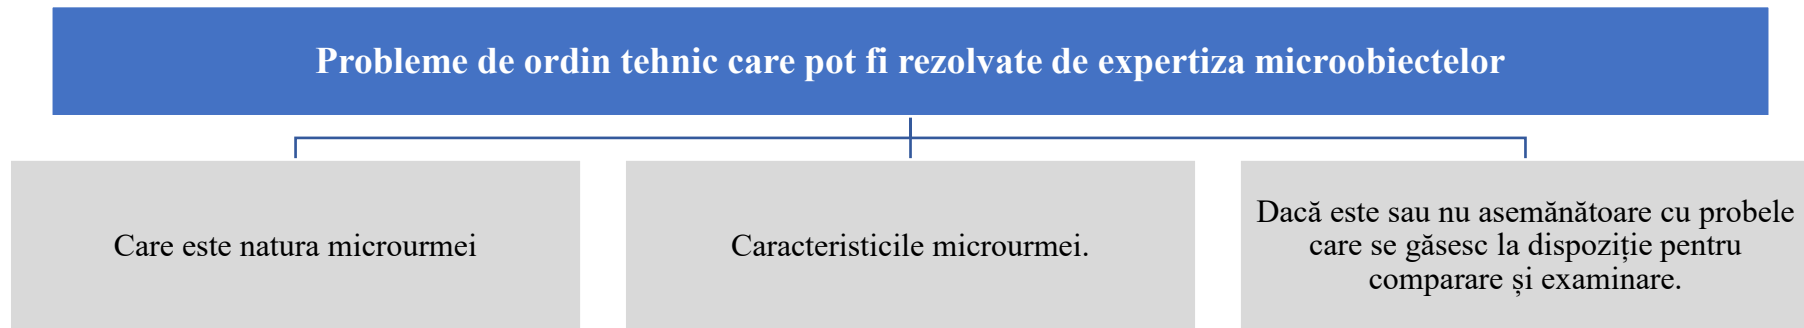 Probleme de ordin tehnic care pot fi rezolvate de expertiza microobiectelor
Care este natura microurmei
Caracteristicile microurmei.
Dacă este sau nu asemănătoare cu probele
care se găsesc la dispoziție pentru
comparare și examinare.